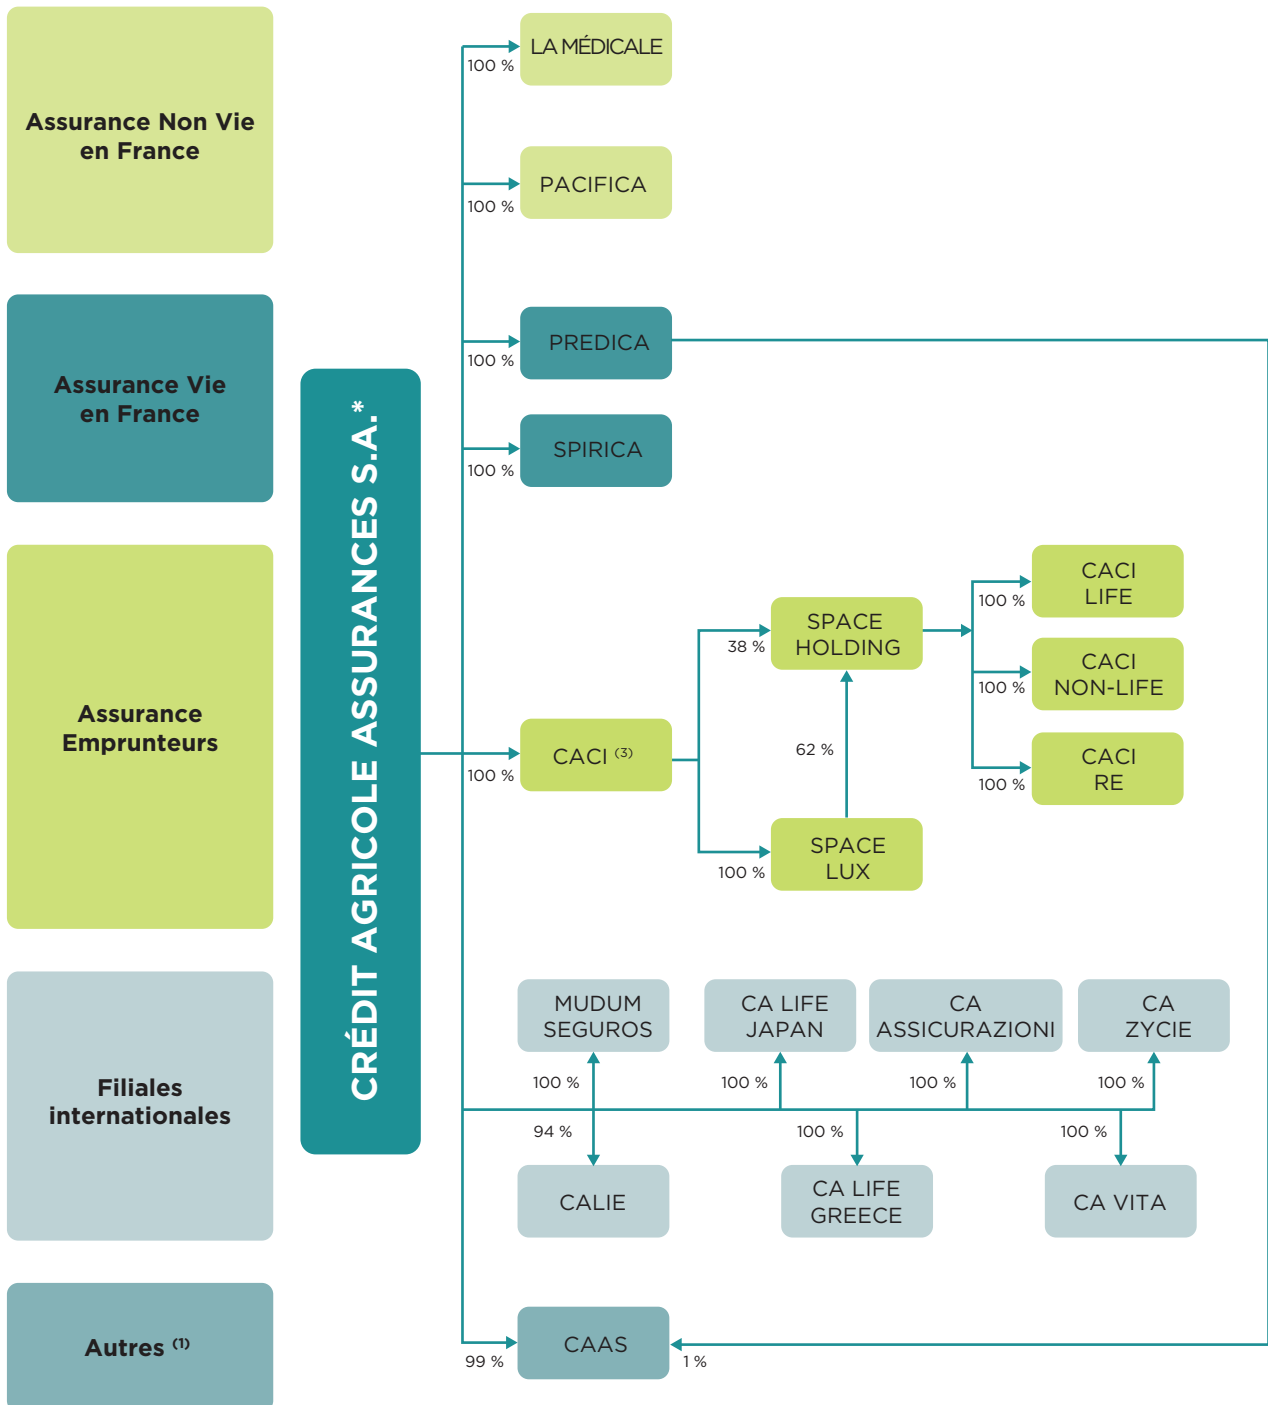 Assurance Non Vie
en France
LA MÉDICALE
100 %
PACIFICA
100 %
Assurance Vie
en France
PREDICA
100 %
SPIRICA
100 %
CRÉDIT AGRICOLE ASSURANCES S.A.*
Assurance
Emprunteurs
CACI (3)
100 %
SPACE
HOLDING
38 %
62 %
SPACE
LUX
100 %
CACI
LIFE
100 %
CACI
NON-LIFE
100 %
CACI
RE
100 %
Filiales
internationales
MUDUM
SEGUROS
CA LIFE
JAPAN
CA
ASSICURAZIONI
CA
ZYCIE
100 %
100 %
100 %
100 %
94 %
100 %
100 %
CALIE
CA LIFE
GREECE
CA VITA
Autres (1)
CAAS
99 %
1 %